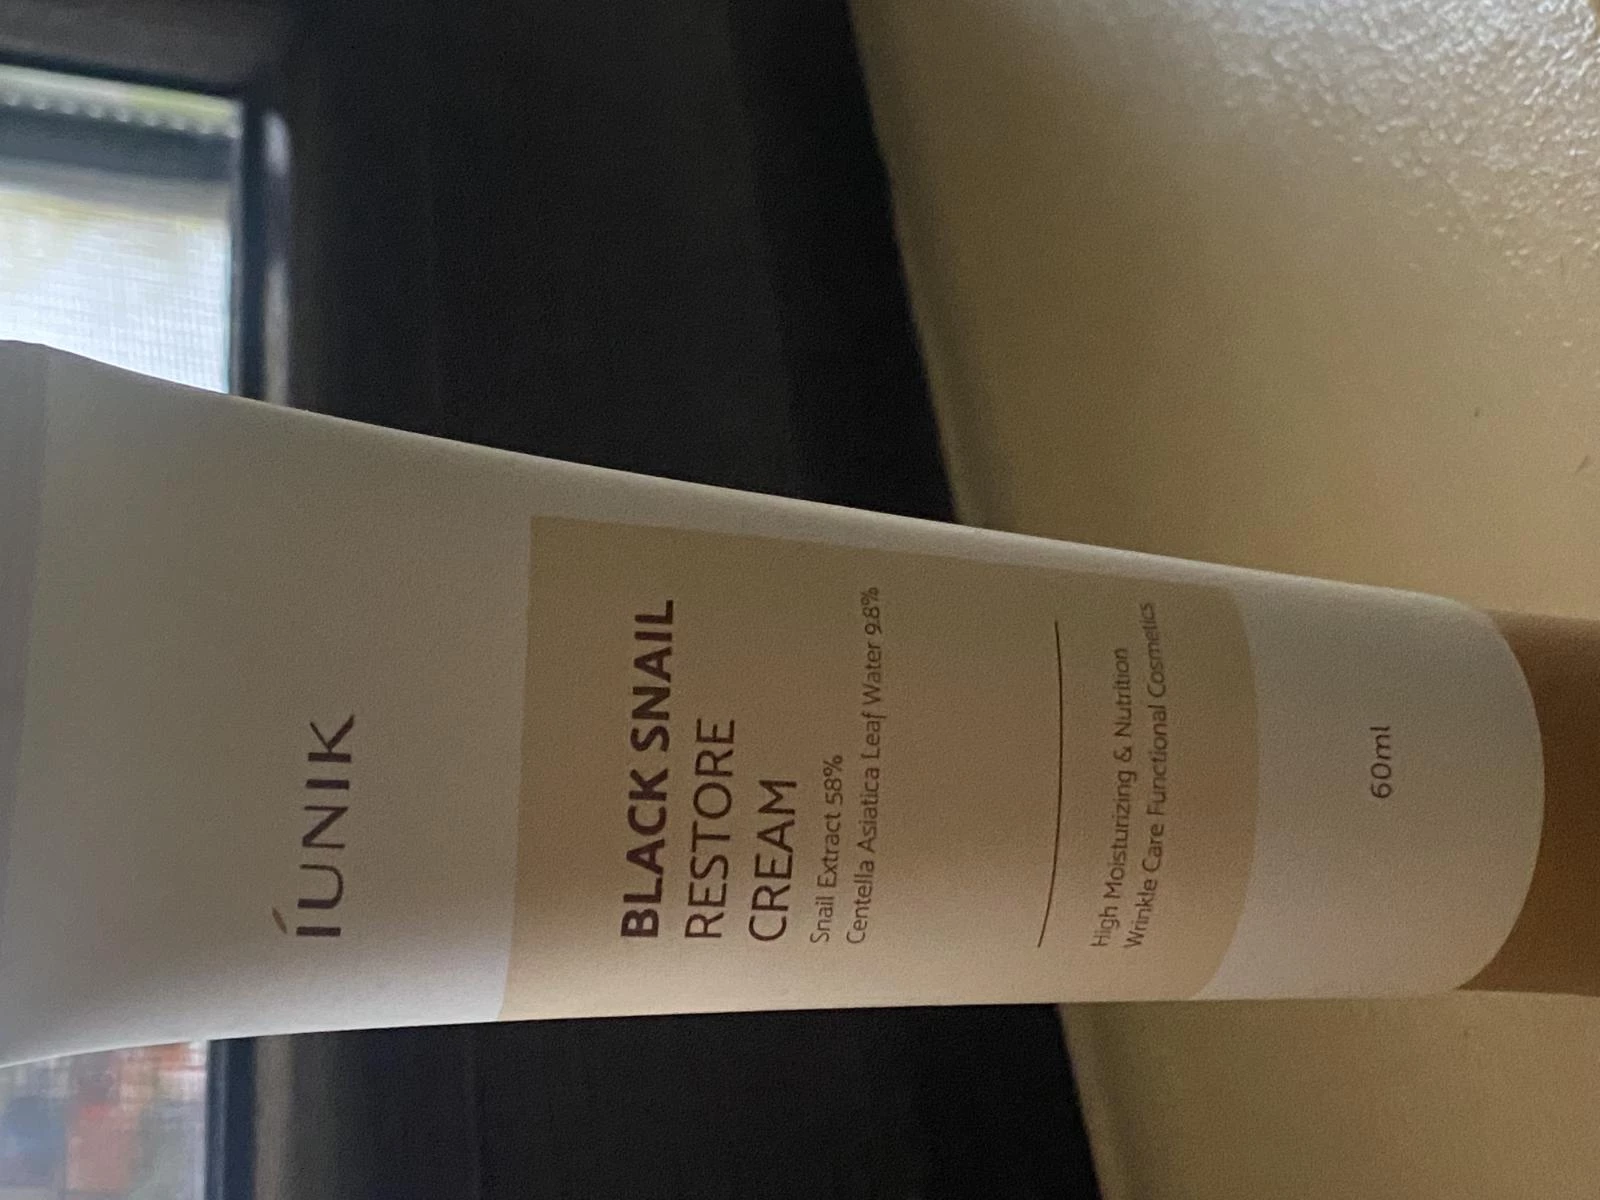 IUNIK
BLACK SNAIL
RESTORE
CREAM
Snail Extract 58%
Centella Asiatica Leaf Water 9.8%
High Moisturizing & Nutrition
Wrinkle Care Functional Cosmetics
60ml